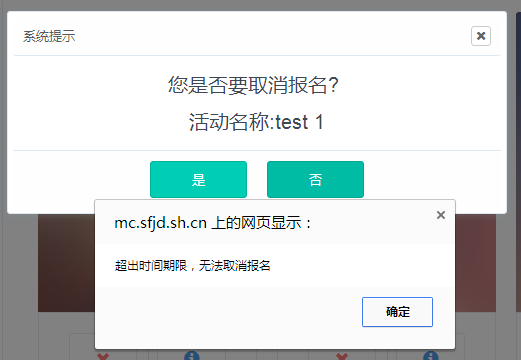 系统提示
您是否要取消报名?
活动名称:test 1
是
否
mc.sfjd.sh.cn 上的网页显示：
超出时间期限，无法取消报名
确定